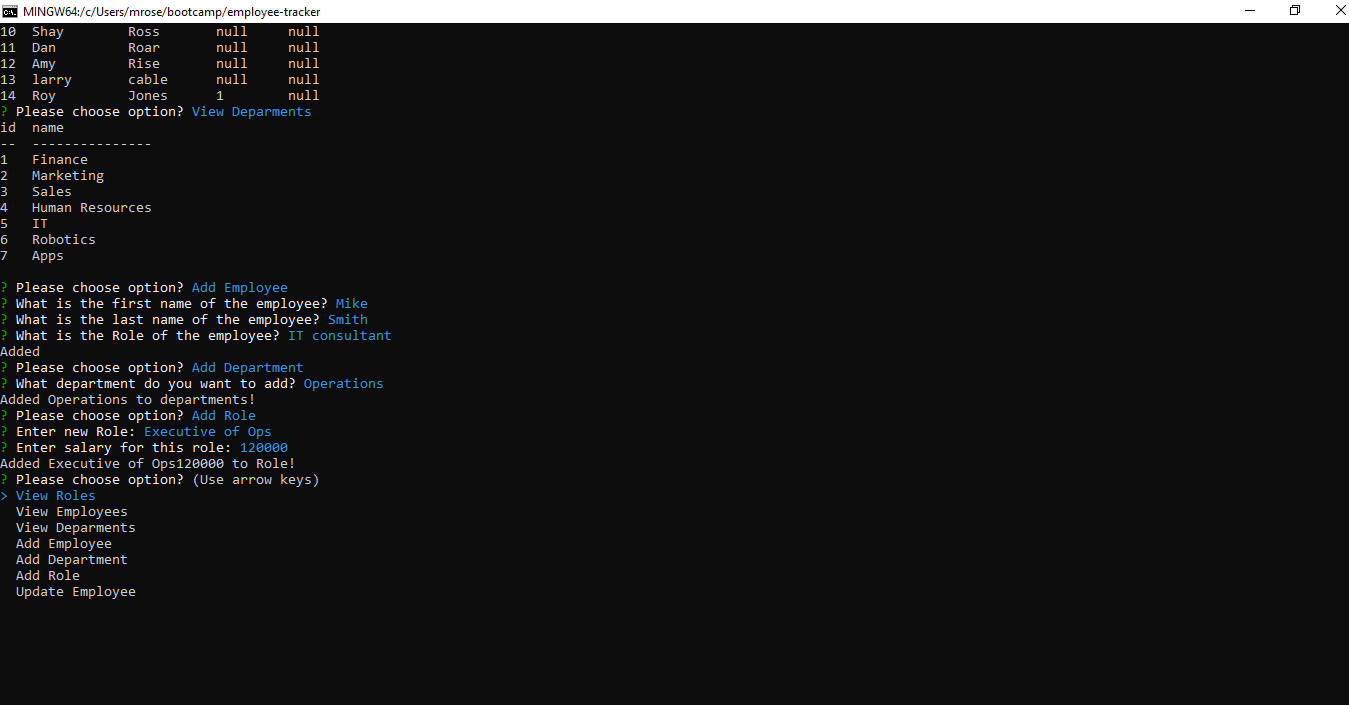 MINGW64:/c/Users/mrose/bootcamp/employee-tracker
10  Shay        Ross       null     null
11  Dan         Roar       null     null
12  Amy         Rise       null     null
13  larry       cable      null     null
14  Roy         Jones      1        null
? Please choose option? View Deparments
id  name
--  ---------------
1   Finance
2   Marketing
3   Sales
4   Human Resources
5   IT
6   Robotics
7   Apps
? Please choose option? Add Employee
? What is the first name of the employee? Mike
? What is the last name of the employee? Smith
? What is the Role of the employee? IT consultant
Added
? Please choose option? Add Department
? What department do you want to add? Operations
Added Operations to departments!
? Please choose option? Add Role
? Enter new Role: Executive of Ops
? Enter salary for this role: 120000
Added Executive of Ops120000 to Role!
? Please choose option? (Use arrow keys)
> View Roles
  View Employees
  View Deparments
  Add Employee
  Add Department
  Add Role
  Update Employee